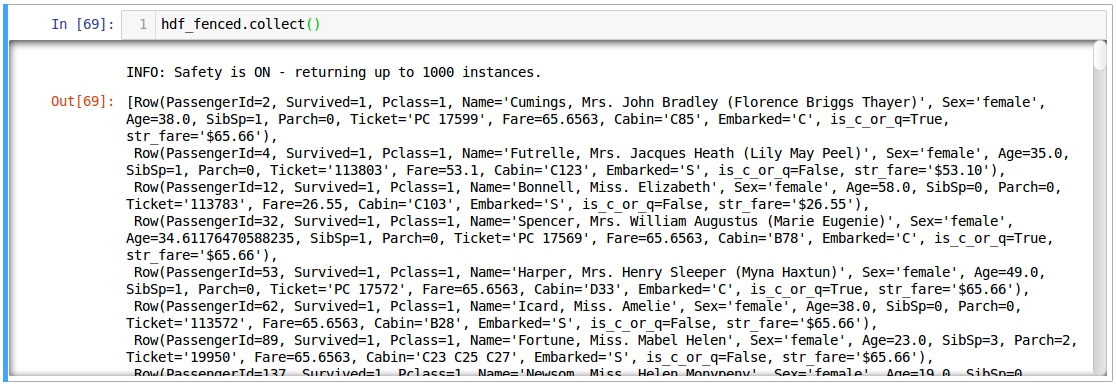 In [69]: 1 hdf_fenced.collect()
INFO: Safety is ON - returning up to 1000 instances.
Out[69]: [Row(PassengerId=2, Survived=1, Pclass=1, Name='Cumings, Mrs. John Bradley (Florence Briggs Thayer)', Sex='female',
Age=38.0, SibSp=1, Parch=0, Ticket='PC 17599', Fare=65.6563, Cabin='C85', Embarked='C', is_c_or_q=True,
str_fare='$65.66'),
Row(PassengerId=4, Survived=1, Pclass=1, Name='Futrelle, Mrs. Jacques Heath (Lily May Peel)', Sex='female', Age=35.0,
SibSp=1, Parch=0, Ticket='113803', Fare=53.1, Cabin='C123', Embarked='S', is_c_or_q=False, str_fare='$53.10'),
Row(PassengerId=12, Survived=1, Pclass=1, Name='Bonnell, Miss. Elizabeth', Sex='female', Age=58.0, SibSp=0, Parch=0,
Ticket='113783', Fare=26.55, Cabin='C103', Embarked='S', is_c_or_q=False, str_fare='$26.55'),
Row(PassengerId=32, Survived=1, Pclass=1, Name='Spencer, Mrs. William Augustus (Marie Eugenie)', Sex='female',
Age=34.61176470588235, SibSp=1, Parch=0, Ticket='PC 17569', Fare=65.6563, Cabin='B78', Embarked='C', is_c_or_q=True,
str_fare='$65.66'),
Row(PassengerId=53, Survived=1, Pclass=1, Name='Harper, Mrs. Henry Sleeper (Myna Haxtun)', Sex='female', Age=49.0,
SibSp=1, Parch=0, Ticket='PC 17572', Fare=65.6563, Cabin='D33', Embarked='C', is_c_or_q=True, str_fare='$65.66'),
Row(PassengerId=62, Survived=1, Pclass=1, Name='Icard, Miss. Amelie', Sex='female', Age=38.0, SibSp=0, Parch=0,
Ticket='113572', Fare=65.6563, Cabin='B28', Embarked='S', is_c_or_q=False, str_fare='$65.66'),
Row(PassengerId=89, Survived=1, Pclass=1, Name='Fortune, Miss. Mabel Helen', Sex='female', Age=23.0, SibSp=3, Parch=2,
Ticket='19950', Fare=65.6563, Cabin='C23 C25 C27', Embarked='S', is_c_or_q=False, str_fare='$65.66'),
Row(PassengerId=137, Survived=1, Pclass=1, Name='Newsom, Miss. Helen Monypeny', Sex='female', Age=19.0, SibSp=0,